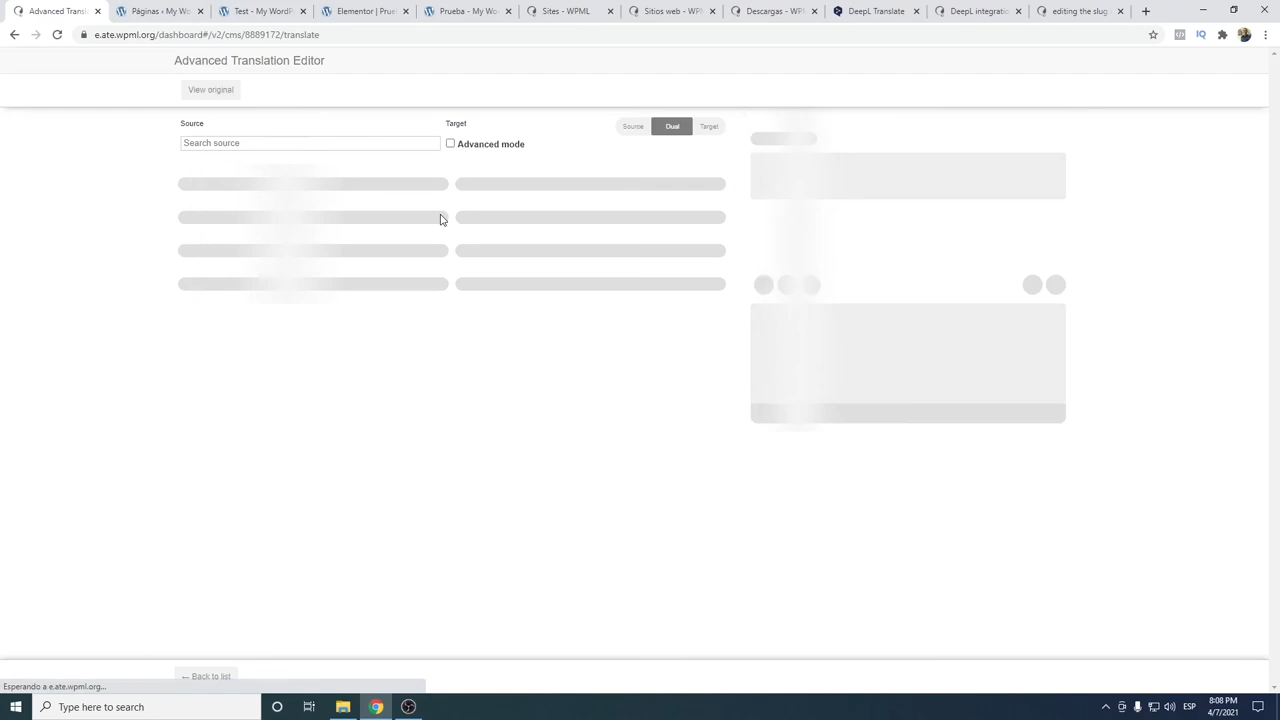 Advanced Transl
Páginas ‹ My Wo
Test – My WordP
Elementor | Prue
Prueba – My Wo
Sites - WPML
Sitios web - WPM
Descargas - WPM
DeepL Translate
DeepL integratio
editing the slug
e.ate.wpml.org/dashboard#/v2/cms/8889172/translate
Advanced Translation Editor
View original
Source
Target
Source Dual Target
Search source
Advanced mode
← Back to list
Esperando a e.ate.wpml.org...
Type here to search
ESP
8:08 PM
4/7/2021